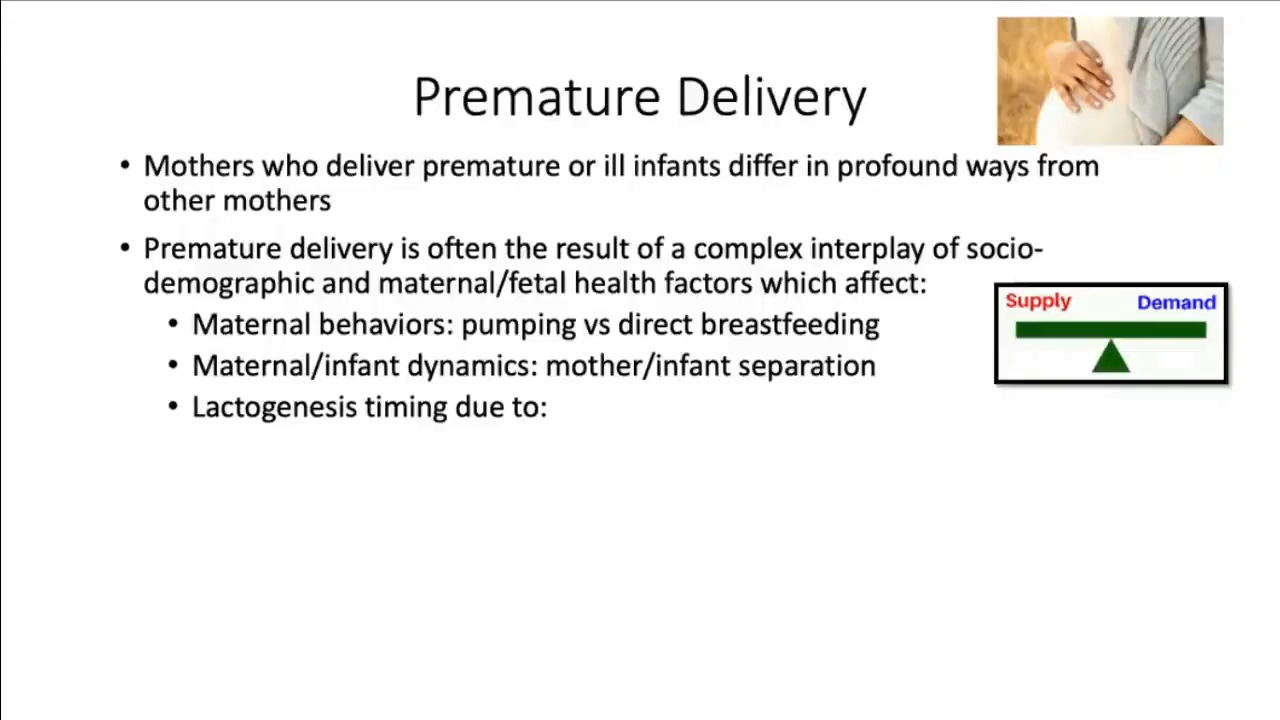 Premature Delivery
• Mothers who deliver premature or ill infants differ in profound ways from
other mothers
• Premature delivery is often the result of a complex interplay of socio-
demographic and maternal/fetal health factors which affect:
• Maternal behaviors: pumping vs direct breastfeeding
• Maternal/infant dynamics: mother/infant separation
• Lactogenesis timing due to:
Supply Demand